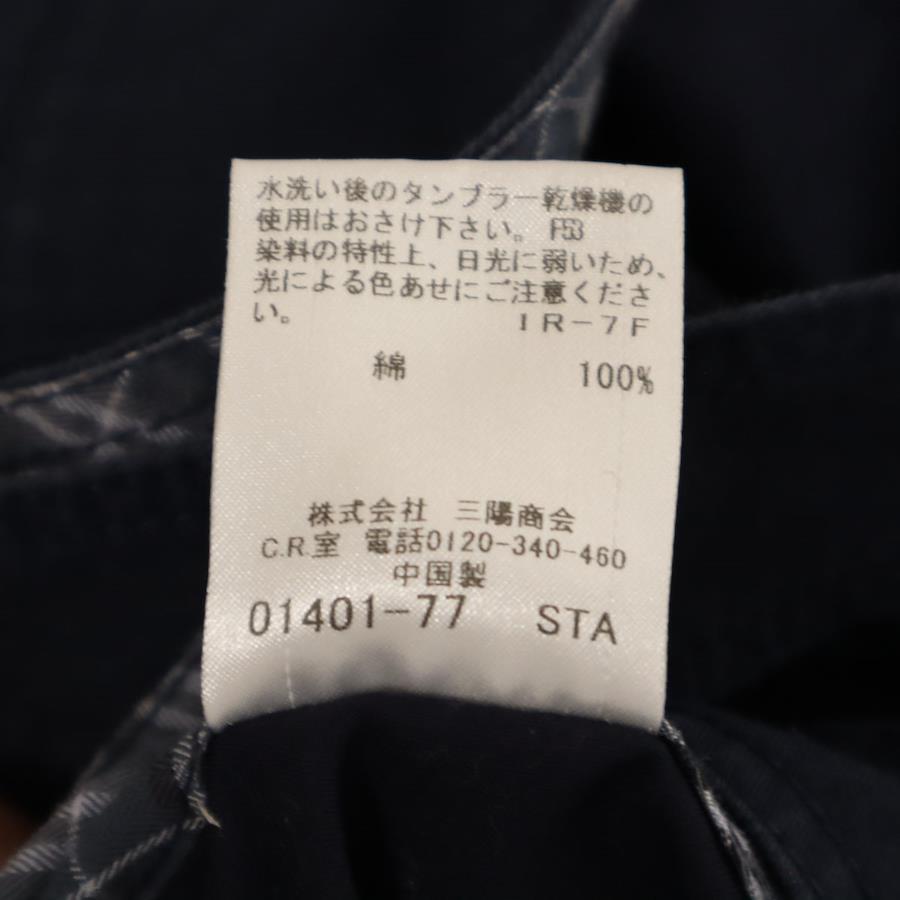 水洗い後のタンブラー乾燥機の
使用はおさけ下さい。 F53
染料の特性上、日光に弱いため、
光による色あせにご注意くださ
い。 IR-7F
綿 100%
株式会社 三陽商会
C.R.室 電話0120-340-460
中国製
01401-77 STA